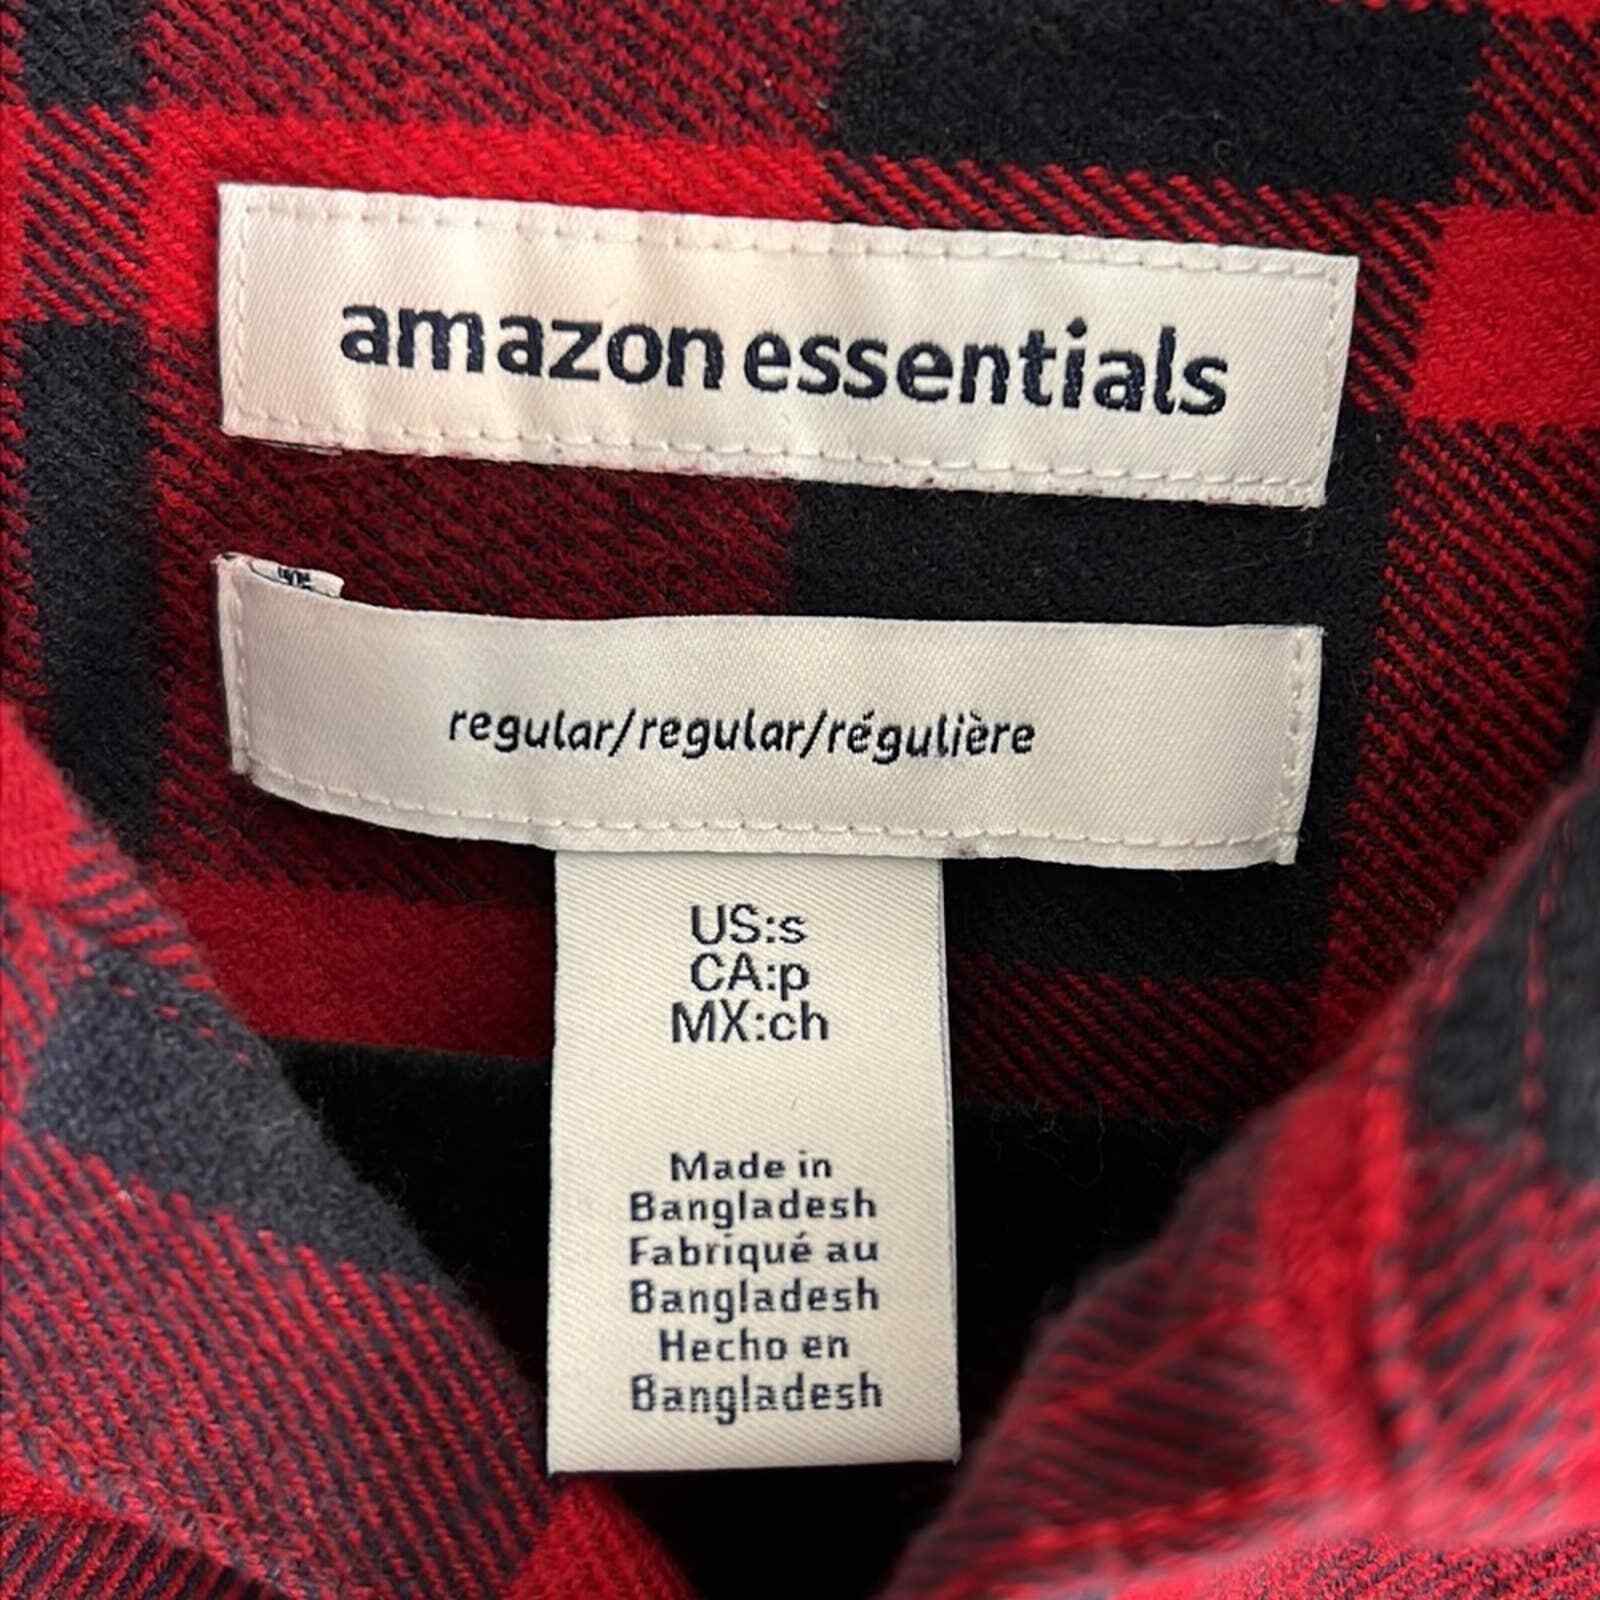 amazon essentials
regular/regular/régulière
US:s
CA:p
MX:ch
Made in
Bangladesh
Fabriqué au
Bangladesh
Hecho en
Bangladesh